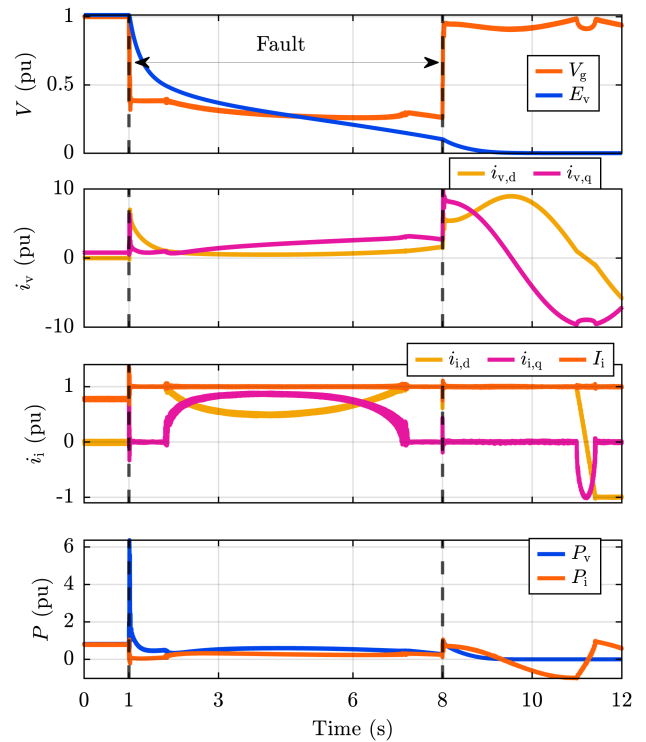 1
0.5
0
V (pu)
Fault
V_g
E_v
i_v,d i_v,q
10
0
-10
i_v (pu)
i_i,d i_i,q I_i
1
0
-1
i_i (pu)
6
4
2
0
P (pu)
P_v
P_i
0 1 3 6 8 10 12
Time (s)